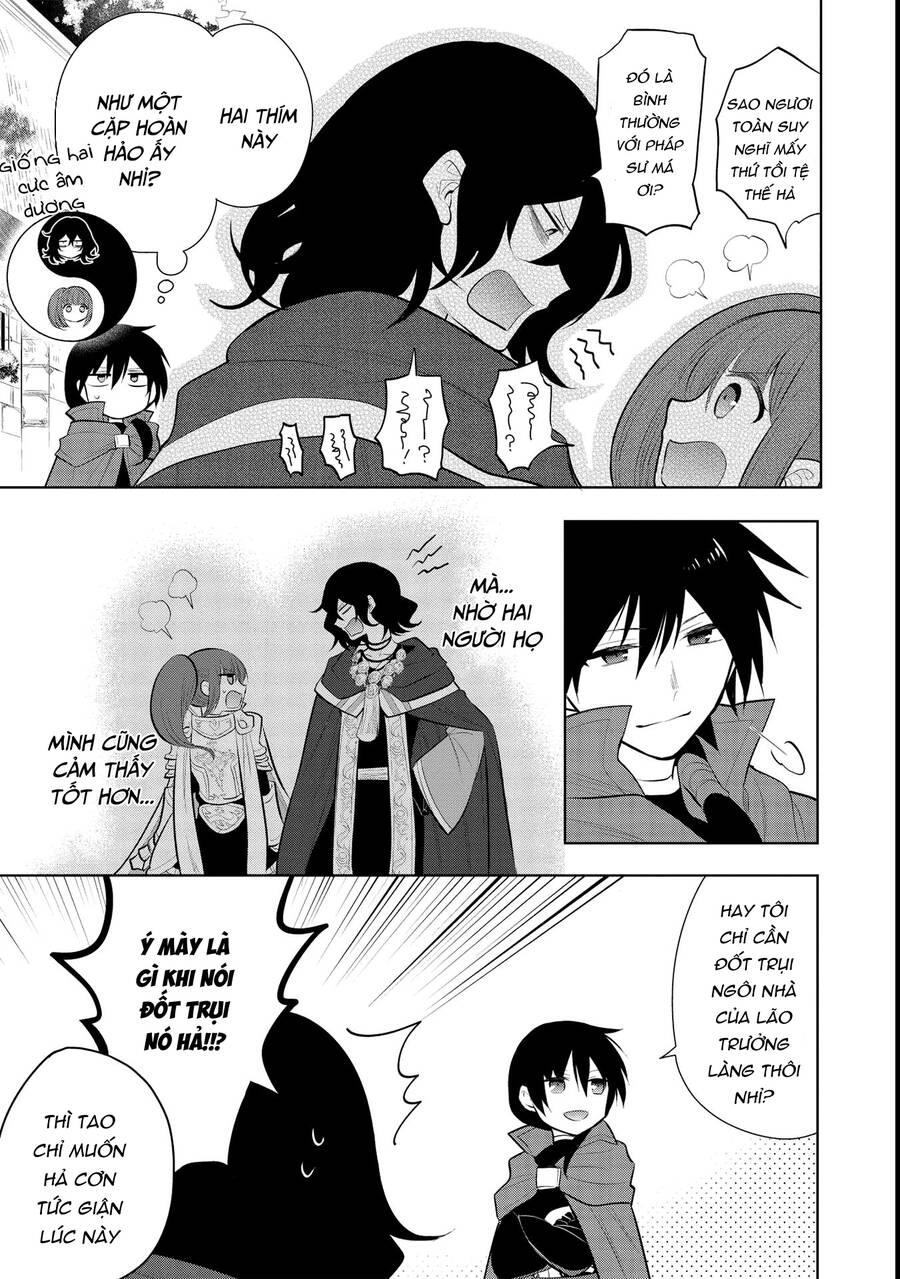 SAO NGƯƠI
TOÀN SUY
NGHĨ MẤY
THỨ TỒI TỆ
THẾ HẢ
ĐÓ LÀ
BÌNH
THƯỜNG
VỚI PHÁP
SƯ MÁ
ƠI?
HAI THÍM
NÀY
NHƯ MỘT
CẶP HOÀN
HẢO ẤY
NHỈ?
GIỐNG HAI
CỰC ÂM
DƯƠNG
MÀ...
NHỜ HAI
NGƯỜI HỌ
MÌNH CŨNG
CẢM THẤY
TỐT HƠN...
HAY TÔI
CHỈ CẦN
ĐỐT TRỤI
NGÔI NHÀ
CỦA LÃO
TRƯỞNG
LÀNG THÔI
NHỈ?
Ý MÀY LÀ
GÌ KHI NÓI
ĐỐT TRỤI
NÓ HẢ!!!?
THÌ TAO
CHỈ MUỐN
HẢ CƠN
TỨC GIẬN
LÚC NÀY